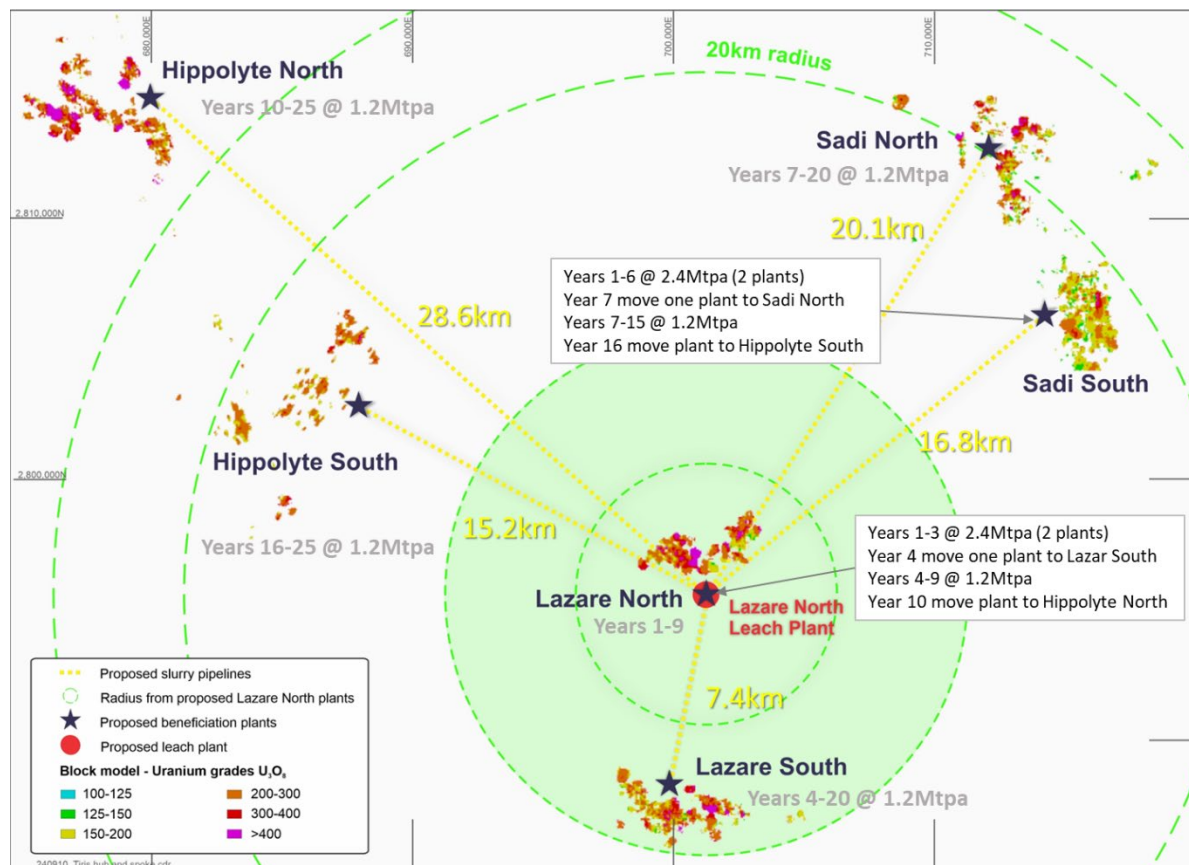 680,000E
690,000E
700,000E
710,000E
20km radius
Hippolyte North
Years 10-25 @ 1.2Mtpa
Sadi North
Years 7-20 @ 1.2Mtpa
2,810,000N
20.1km
Years 1-6 @ 2.4Mtpa (2 plants)
Year 7 move one plant to Sadi North
Years 7-15 @ 1.2Mtpa
Year 16 move plant to Hippolyte South
28.6km
Sadi South
16.8km
Hippolyte South
2,800,000N
15.2km
Years 16-25 @ 1.2Mtpa
Years 1-3 @ 2.4Mtpa (2 plants)
Year 4 move one plant to Lazar South
Years 4-9 @ 1.2Mtpa
Year 10 move plant to Hippolyte North
Lazare North
Years 1-9
Lazare North
Leach Plant
7.4km
Lazare South
Years 4-20 @ 1.2Mtpa
Proposed slurry pipelines
Radius from proposed Lazare North plants
Proposed beneficiation plants
Proposed leach plant
Block model - Uranium grades U₃O₈
100-125
125-150
150-200
200-300
300-400
>400
240910_Tiris hub and spoke.cdr